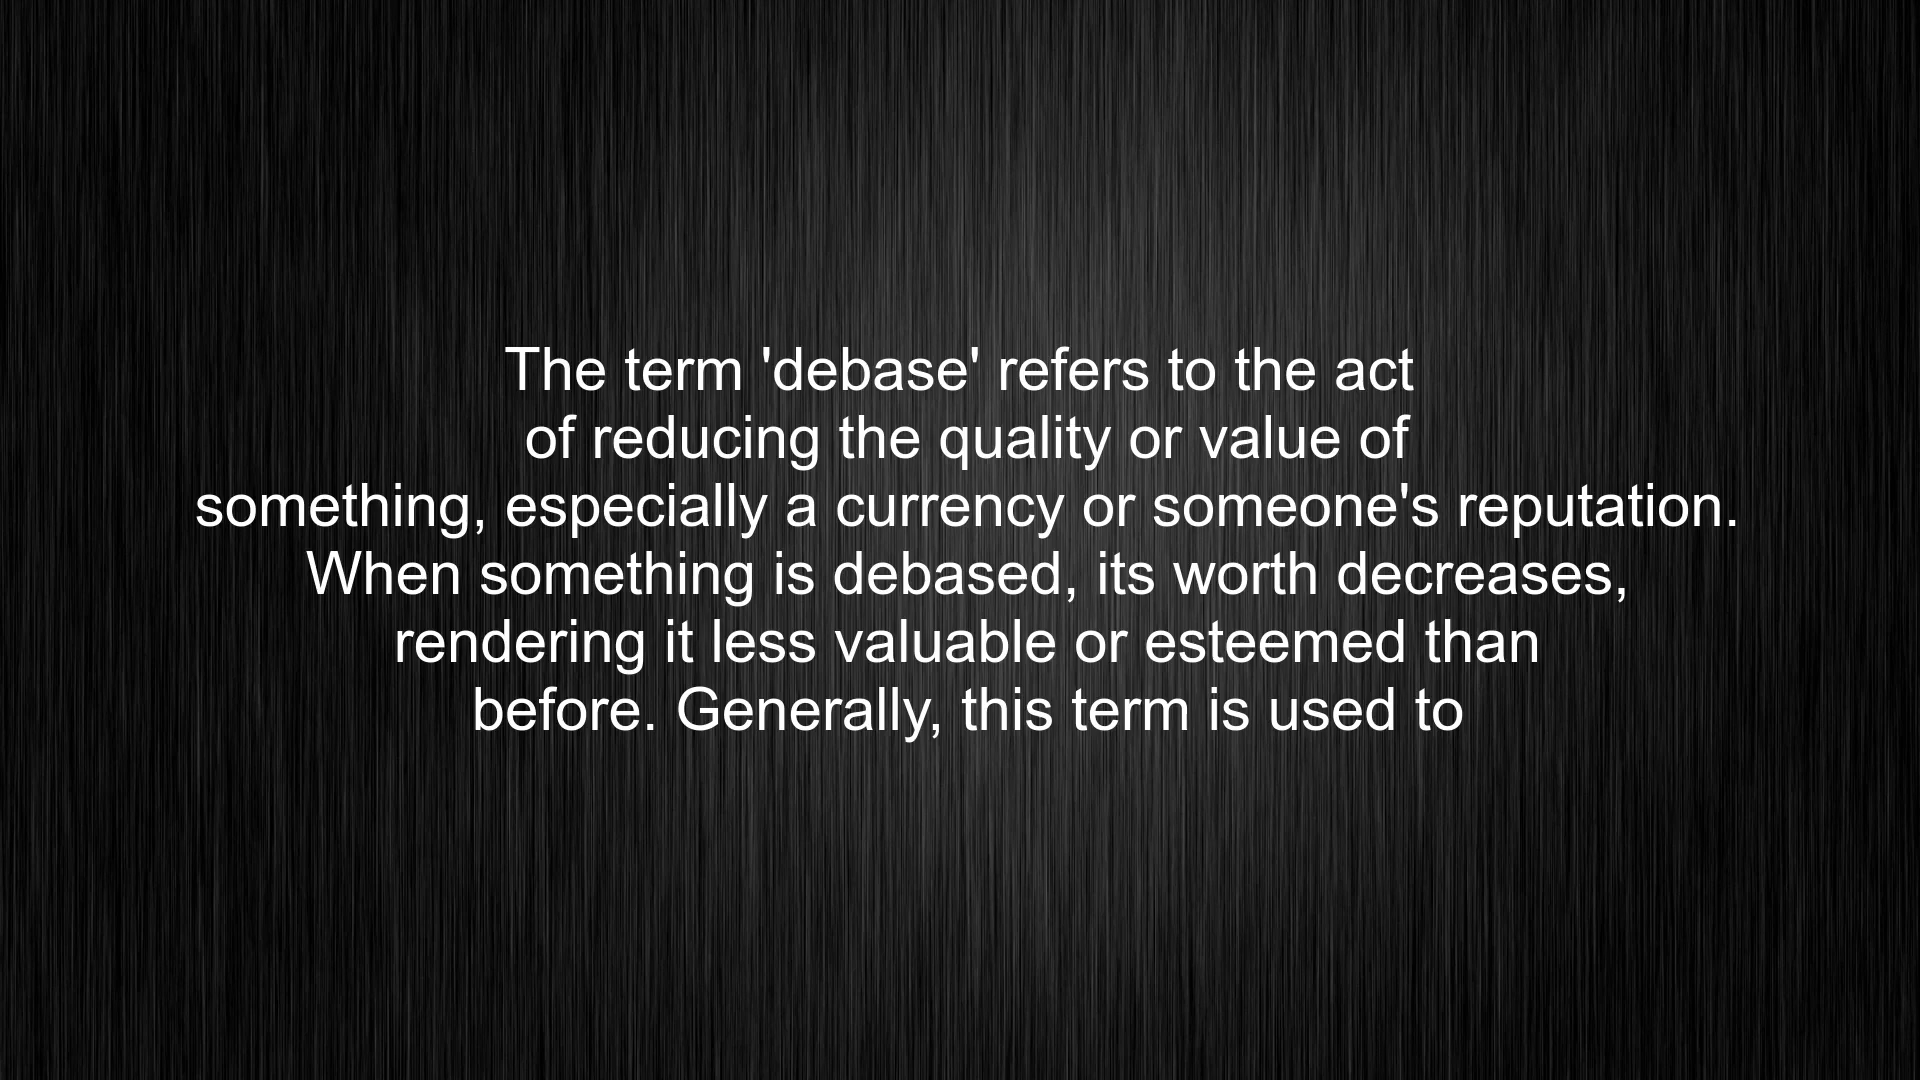 The term 'debase' refers to the act
of reducing the quality or value of
something, especially a currency or someone's reputation.
When something is debased, its worth decreases,
rendering it less valuable or esteemed than
before. Generally, this term is used to